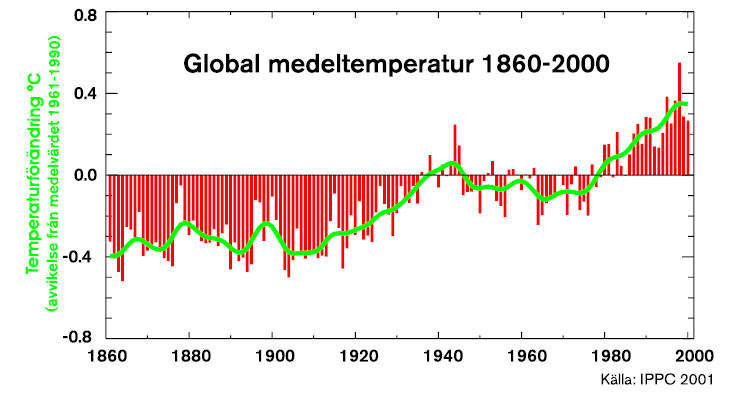 Global medeltemperatur 1860-2000
Temperaturförändring °C
(avvikelse från medelvärdet 1961-1990)
0.8
0.4
0.0
-0.4
-0.8
1860 1880 1900 1920 1940 1960 1980 2000
Källa: IPPC 2001